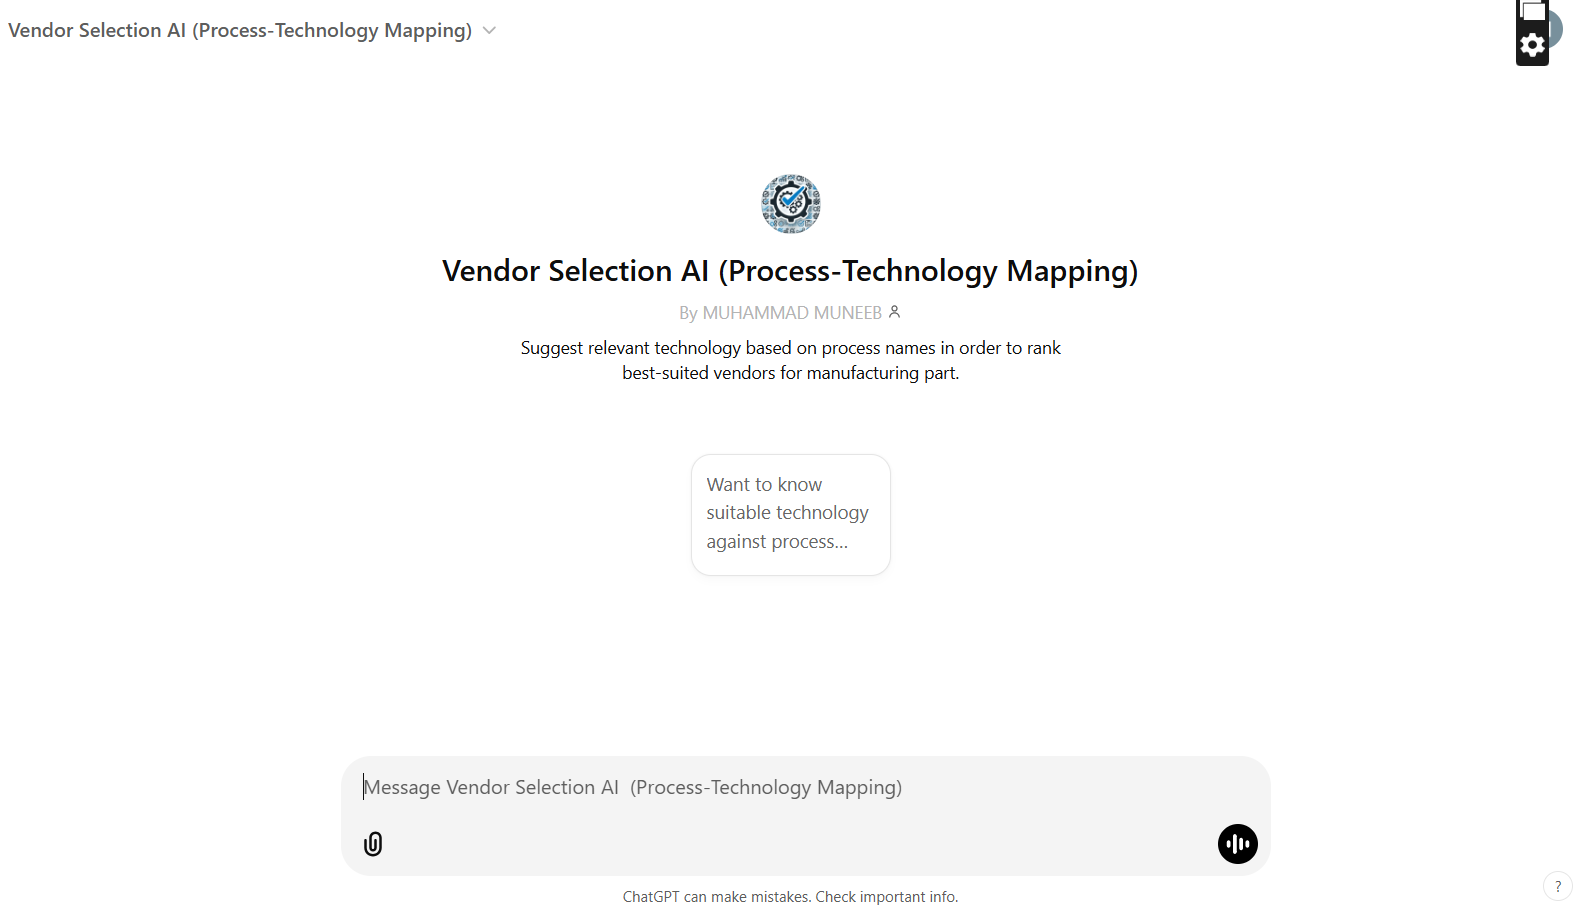 Vendor Selection AI (Process-Technology Mapping)
Vendor Selection AI (Process-Technology Mapping)
By MUHAMMAD MUNEEB
Suggest relevant technology based on process names in order to rank
best-suited vendors for manufacturing part.
Want to know
suitable technology
against process...
Message Vendor Selection AI (Process-Technology Mapping)
ChatGPT can make mistakes. Check important info.
?